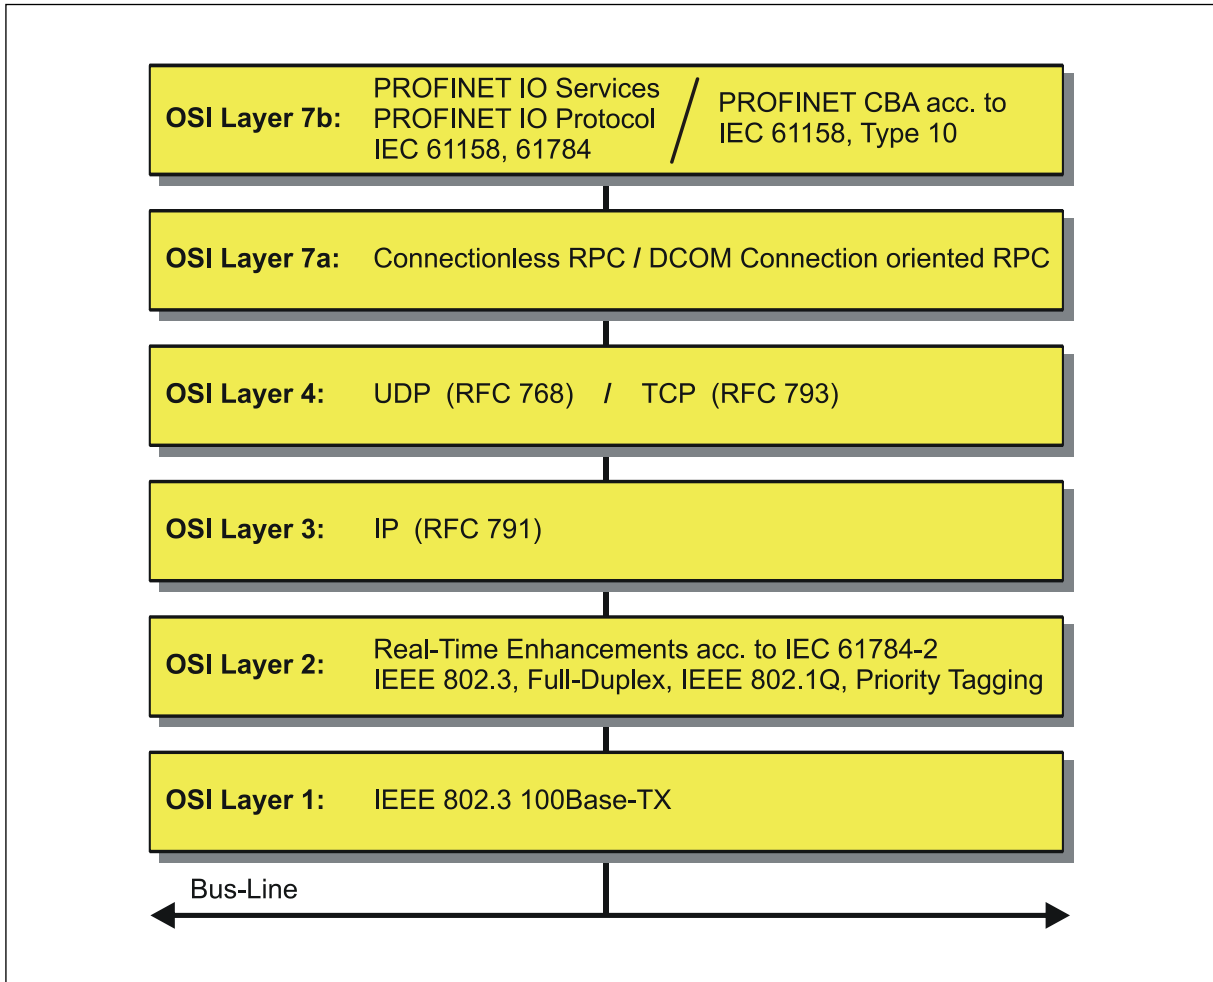 OSI Layer 7b:
PROFINET IO Services
PROFINET IO Protocol
IEC 61158, 61784
/
PROFINET CBA acc. to
IEC 61158, Type 10
OSI Layer 7a: Connectionless RPC / DCOM Connection oriented RPC
OSI Layer 4: UDP (RFC 768) / TCP (RFC 793)
OSI Layer 3: IP (RFC 791)
OSI Layer 2:
Real-Time Enhancements acc. to IEC 61784-2
IEEE 802.3, Full-Duplex, IEEE 802.1Q, Priority Tagging
OSI Layer 1: IEEE 802.3 100Base-TX
Bus-Line